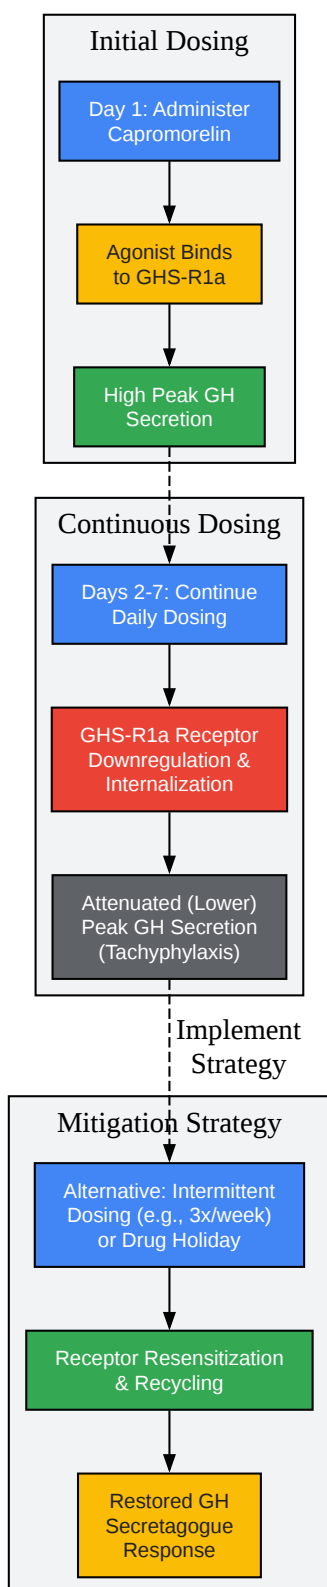 Initial Dosing
Day 1: Administer
Capromorelin
Agonist Binds
to GHS-R1a
High Peak GH
Secretion
Continuous Dosing
Days 2-7: Continue
Daily Dosing
GHS-R1a Receptor
Downregulation &
Internalization
Attenuated (Lower)
Peak GH Secretion
(Tachyphylaxis)
Implement
Strategy
Mitigation Strategy
Alternative: Intermittent
Dosing (e.g., 3x/week)
or Drug Holiday
Receptor Resensitization
& Recycling
Restored GH
Secretagogue
Response